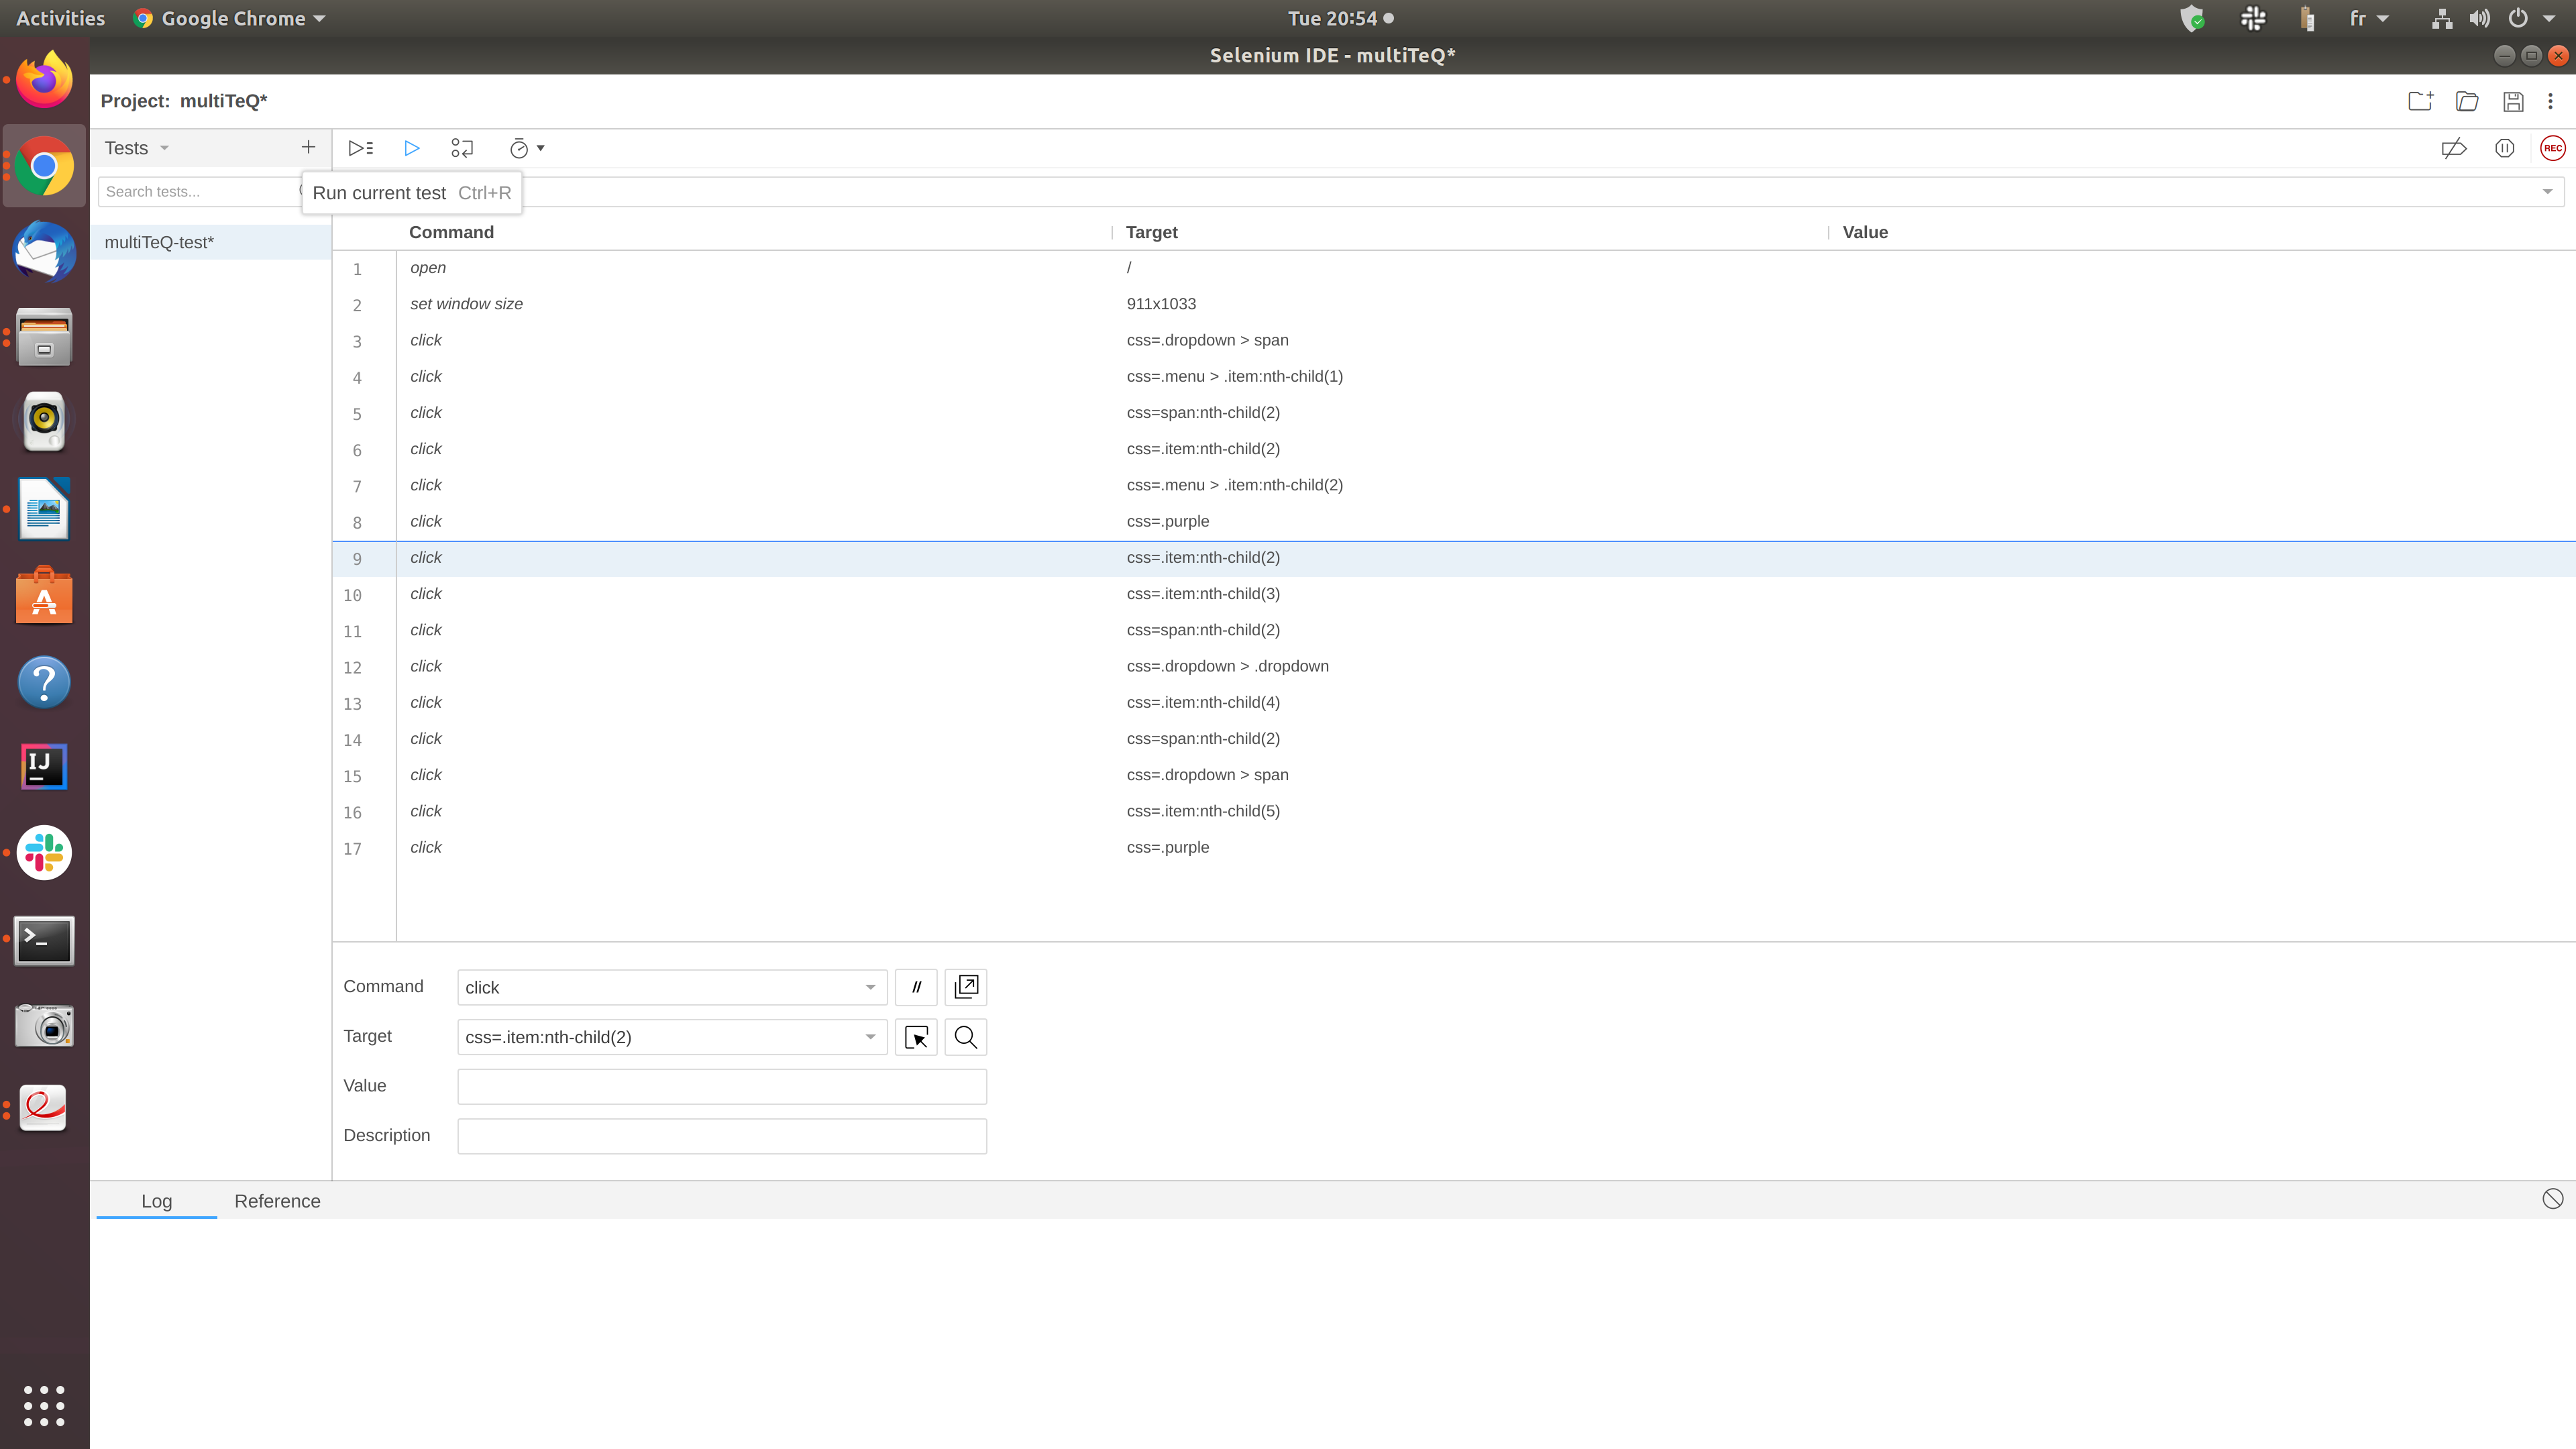 Activities Google Chrome Tue 20:54 fr
Selenium IDE - multiTeQ*
Project: multiTeQ*
Tests +
REC
Search tests...
Run current test Ctrl+R
multiTeQ-test*
Command Target Value
1 open /
2 set window size 911x1033
3 click css=.dropdown > span
4 click css=.menu > .item:nth-child(1)
5 click css=span:nth-child(2)
6 click css=.item:nth-child(2)
7 click css=.menu > .item:nth-child(2)
8 click css=.purple
9 click css=.item:nth-child(2)
10 click css=.item:nth-child(3)
11 click css=span:nth-child(2)
12 click css=.dropdown > .dropdown
13 click css=.item:nth-child(4)
14 click css=span:nth-child(2)
15 click css=.dropdown > span
16 click css=.item:nth-child(5)
17 click css=.purple
IJ
Command click //
Target css=.item:nth-child(2)
Value
Description
Log Reference